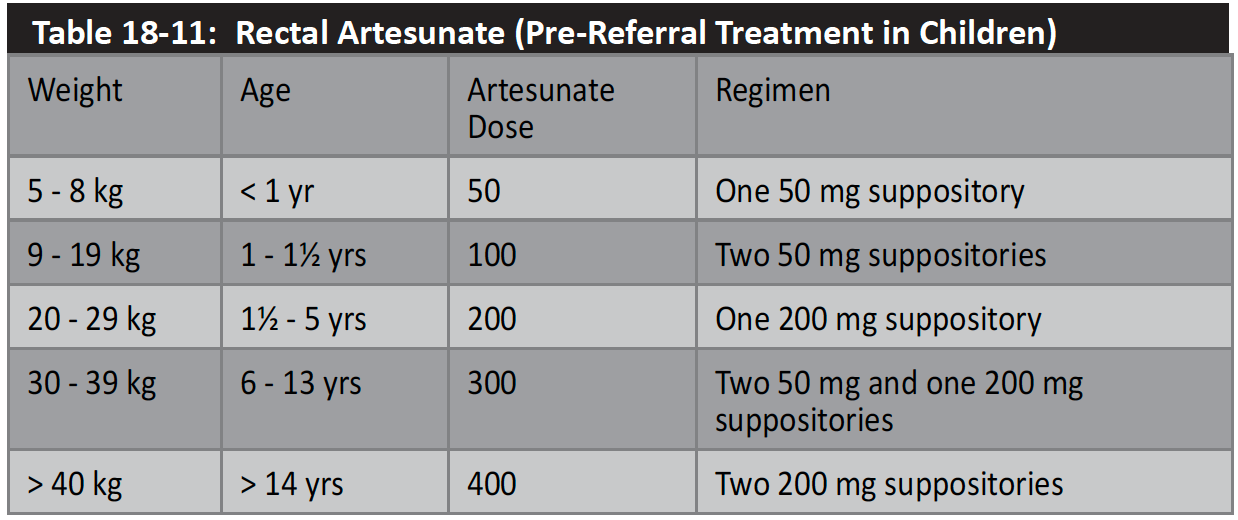 Table 18-11: Rectal Artesunate (Pre-Referral Treatment in Children)
Weight Age Artesunate Dose Regimen
5 - 8 kg < 1 yr 50 One 50 mg suppository
9 - 19 kg 1 - 1½ yrs 100 Two 50 mg suppositories
20 - 29 kg 1½ - 5 yrs 200 One 200 mg suppository
30 - 39 kg 6 - 13 yrs 300 Two 50 mg and one 200 mg
suppositories
> 40 kg > 14 yrs 400 Two 200 mg suppositories